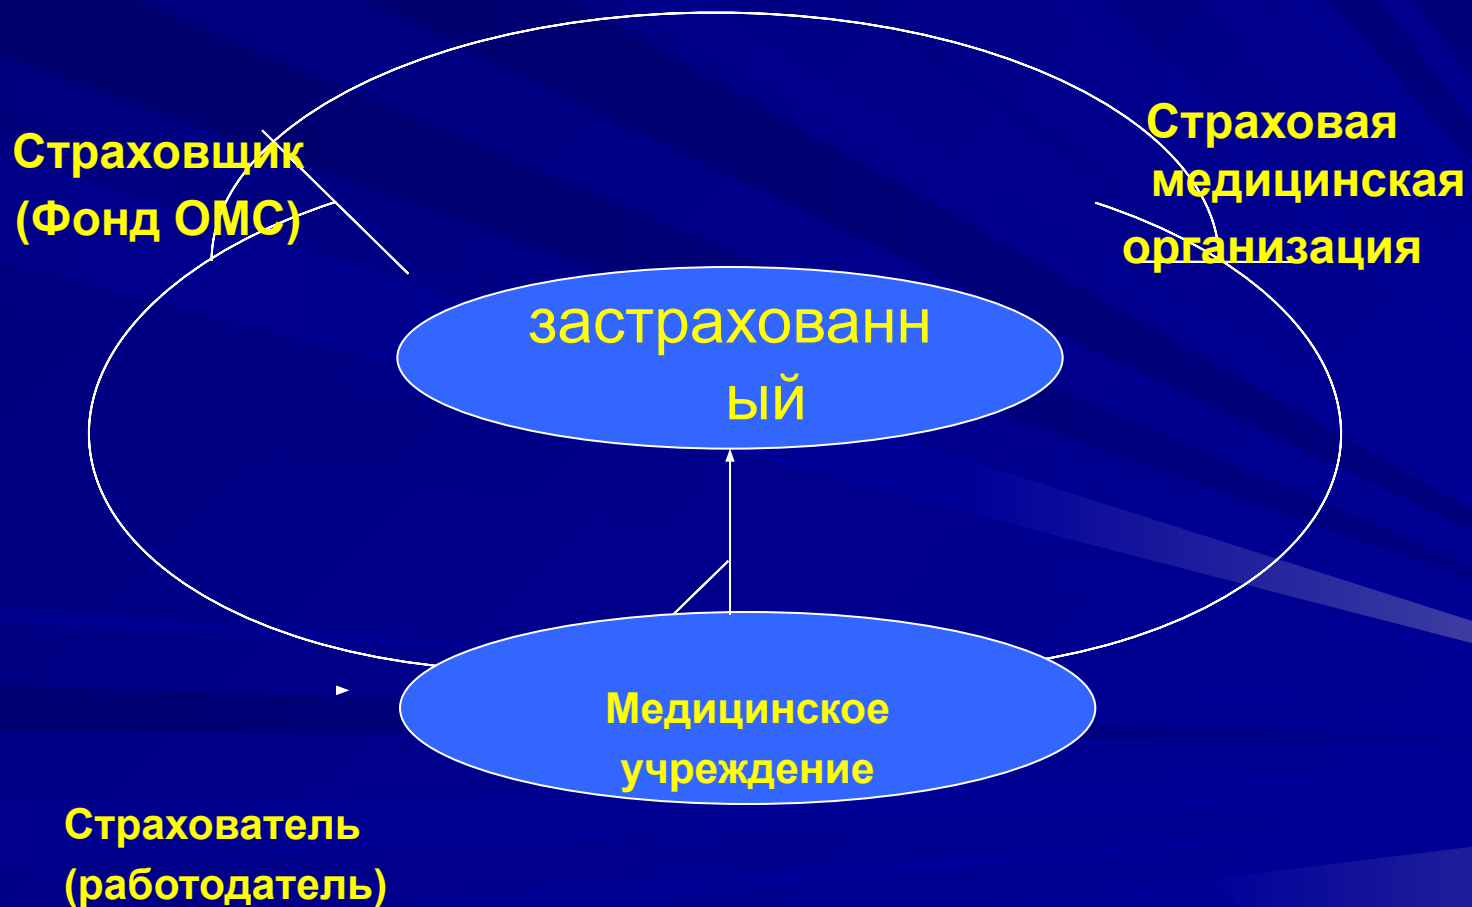 Страховщик
(Фонд ОМС)
Страховая
медицинская
организация
застрахованн
ый
Медицинское
учреждение
Страхователь
(работодатель)